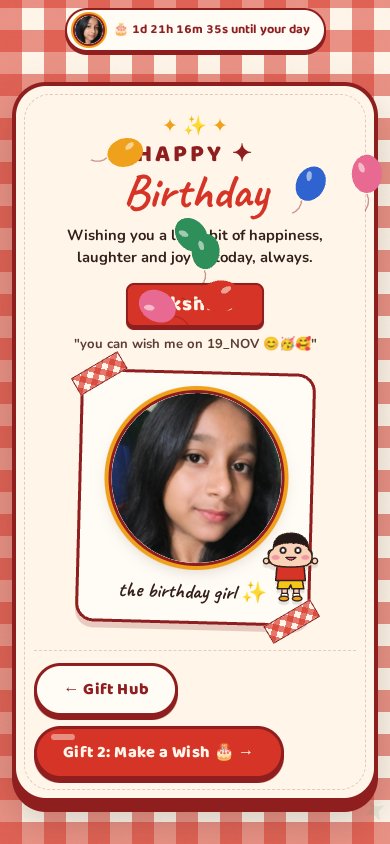 🎂 1d 21h 16m 35s until your day
HAPPY
Birthday
Wishing you a bit of happiness,
laughter and joy today, always.
"you can wish me on 19_NOV 😊🥳🥰"
the birthday girl ✨
← Gift Hub
Gift 2: Make a Wish 🎂 →